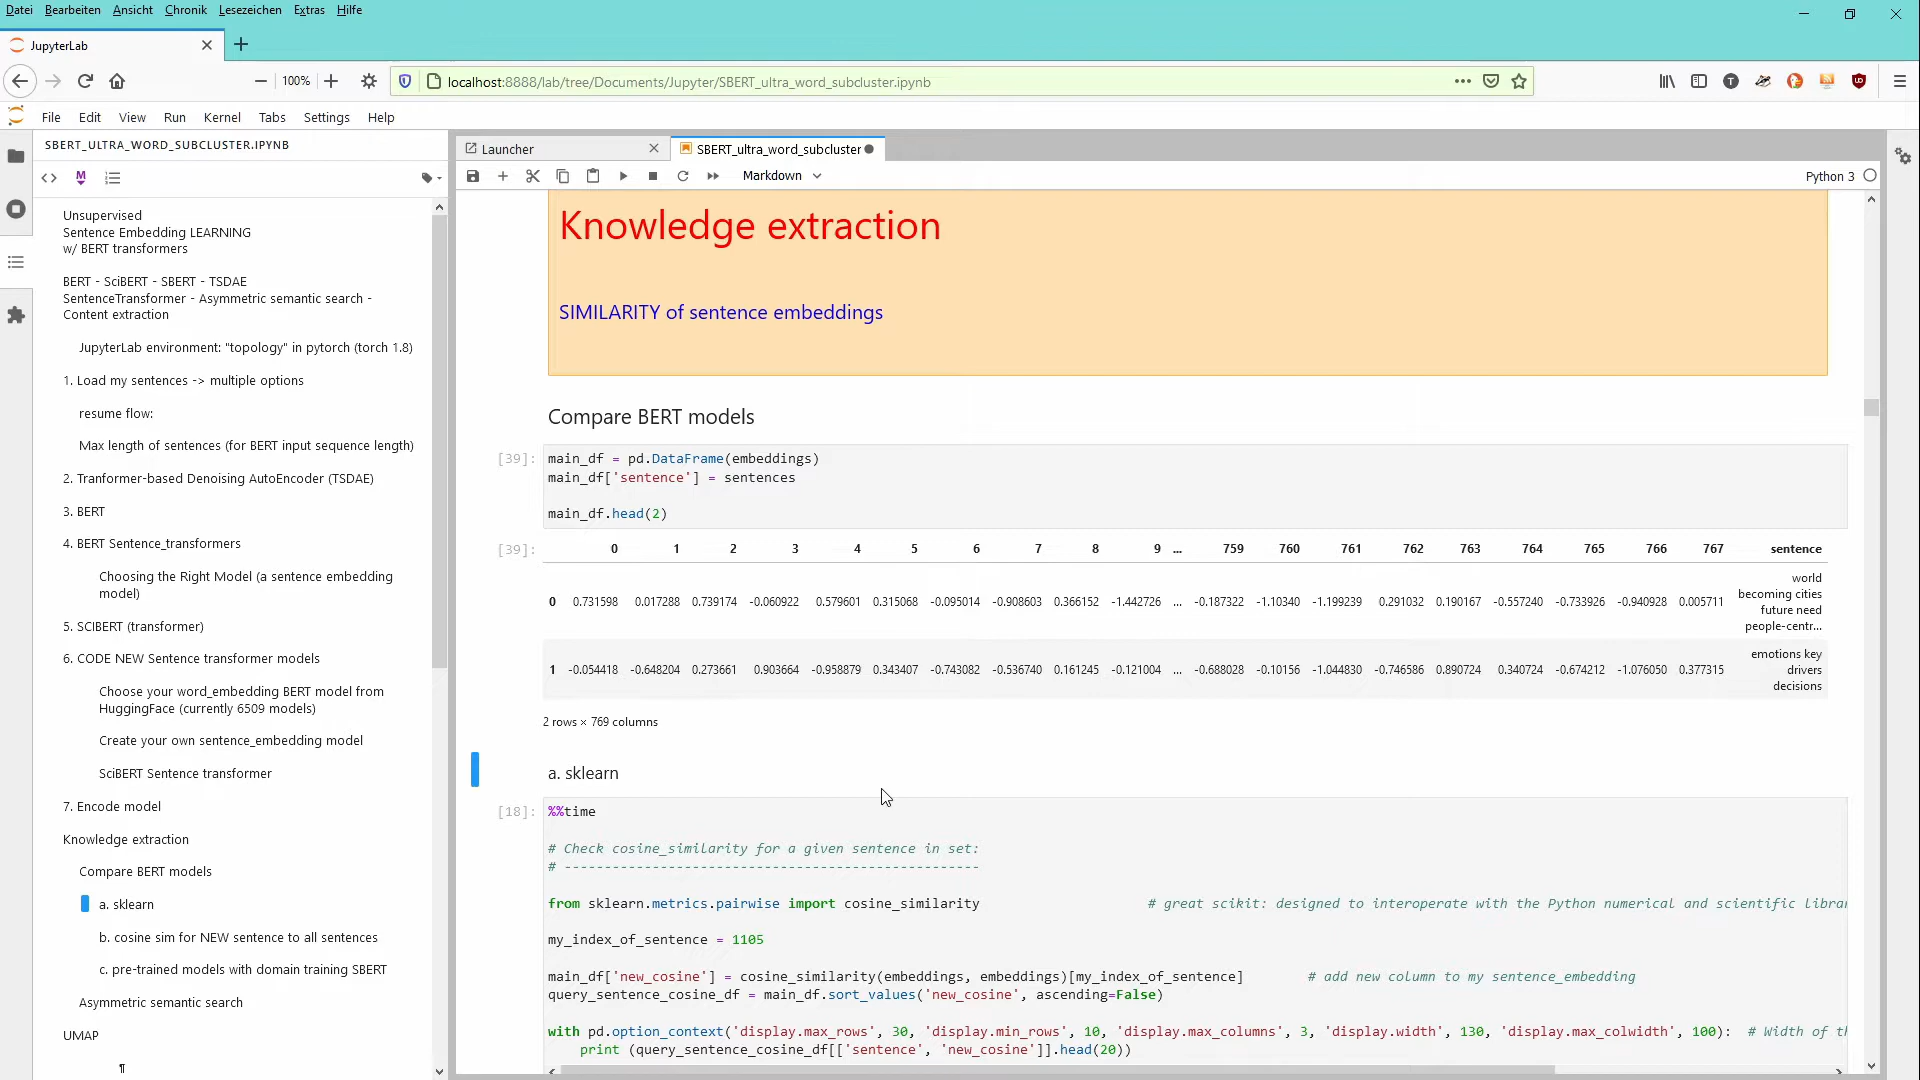 Datei Bearbeiten Ansicht Chronik Lesezeichen Extras Hilfe
JupyterLab
100%
localhost:8888/lab/tree/Documents/Jupyter/SBERT_ultra_word_subcluster.ipynb
File Edit View Run Kernel Tabs Settings Help
SBERT_ULTRA_WORD_SUBCLUSTER.IPYNB
Unsupervised
Sentence Embedding LEARNING
w/ BERT transformers
BERT - SciBERT - SBERT - TSDAE
SentenceTransformer - Asymmetric semantic search -
Content extraction
JupyterLab environment: "topology" in pytorch (torch 1.8)
1. Load my sentences -> multiple options
resume flow:
Max length of sentences (for BERT input sequence length)
2. Tranformer-based Denoising AutoEncoder (TSDAE)
3. BERT
4. BERT Sentence_transformers
Choosing the Right Model (a sentence embedding
model)
5. SCIBERT (transformer)
6. CODE NEW Sentence transformer models
Choose your word_embedding BERT model from
HuggingFace (currently 6509 models)
Create your own sentence_embedding model
SciBERT Sentence transformer
7. Encode model
Knowledge extraction
Compare BERT models
a. sklearn
b. cosine sim for NEW sentence to all sentences
c. pre-trained models with domain training SBERT
Asymmetric semantic search
UMAP
¶
Launcher
SBERT_ultra_word_subcluster
Markdown
Python 3
Knowledge extraction
SIMILARITY of sentence embeddings
Compare BERT models
[39]: main_df = pd.DataFrame(embeddings)
main_df['sentence'] = sentences
main_df.head(2)
[39]: 0 1 2 3 4 5 6 7 8 9 ... 759 760 761 762 763 764 765 766 767 sentence
0 0.731598 0.017288 0.739174 -0.060922 0.579601 0.315068 -0.095014 -0.908603 0.366152 -1.442726 ... -0.187322 -1.10340 -1.199239 0.291032 0.190167 -0.557240 -0.733926 -0.940928 0.005711
world
becoming cities
future need
people-centr...
1 -0.054418 -0.648204 0.273661 0.903664 -0.958879 0.343407 -0.743082 -0.536740 0.161245 -0.121004 ... -0.688028 -0.10156 -1.044830 -0.746586 0.890724 0.340724 -0.674212 -1.076050 0.377315
emotions key
drivers
decisions
2 rows × 769 columns
a. sklearn
[18]: %%time
# Check cosine_similarity for a given sentence in set:
# ----------------------------------------------------
from sklearn.metrics.pairwise import cosine_similarity # great scikit: designed to interoperate with the Python numerical and scientific librar
my_index_of_sentence = 1105
main_df['new_cosine'] = cosine_similarity(embeddings, embeddings)[my_index_of_sentence] # add new column to my sentence_embedding
query_sentence_cosine_df = main_df.sort_values('new_cosine', ascending=False)
with pd.option_context('display.max_rows', 30, 'display.min_rows', 10, 'display.max_columns', 3, 'display.width', 130, 'display.max_colwidth', 100): # Width of th
print (query_sentence_cosine_df[['sentence', 'new_cosine']].head(20))